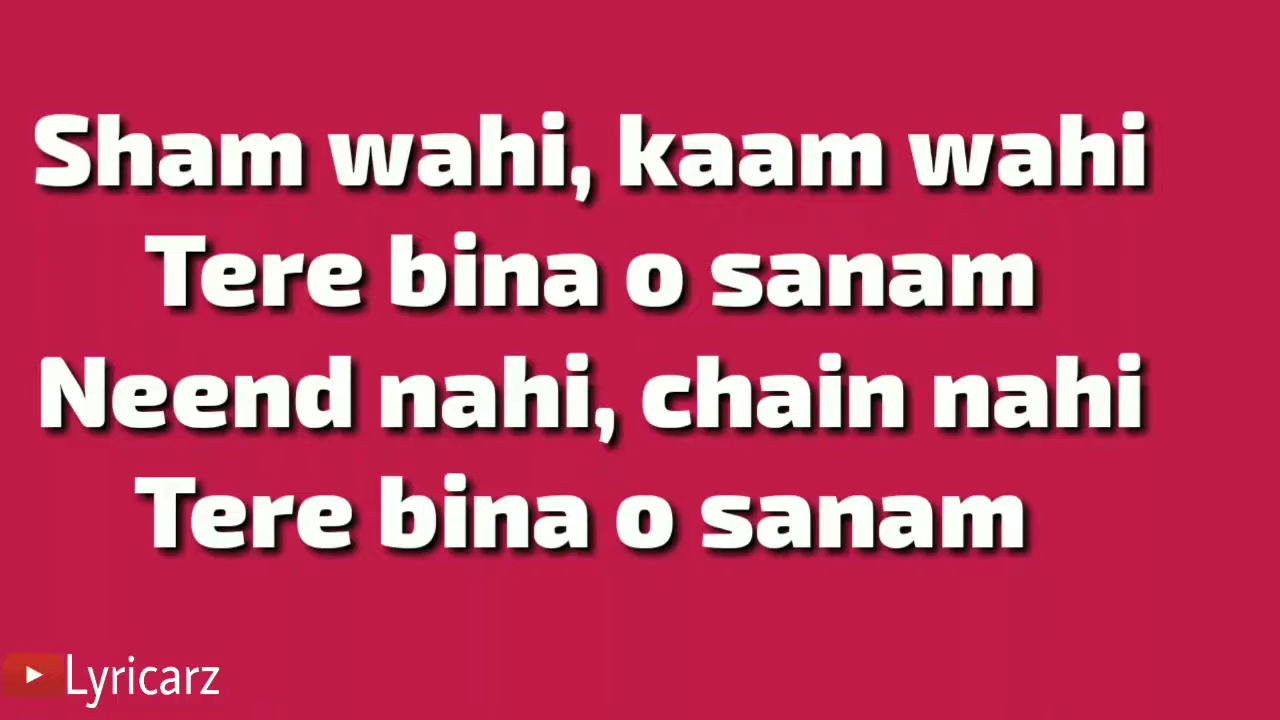 Sham wahi, kaam wahi
Tere bina o sanam
Neend nahi, chain nahi
Tere bina o sanam
Lyricarz